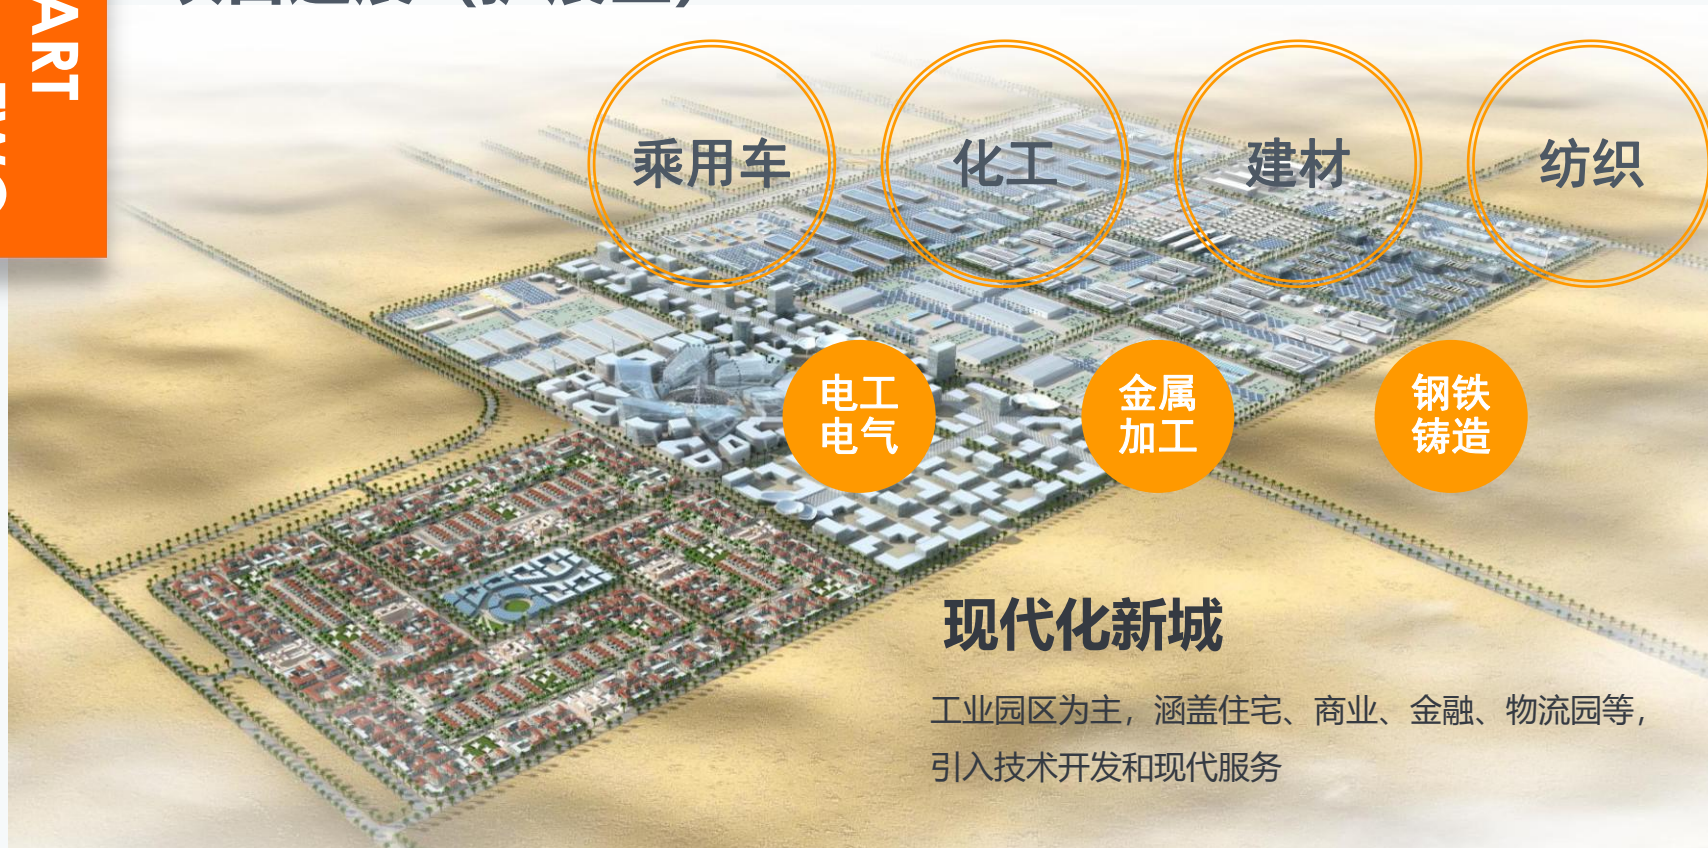 ART
乘用车
化工
建材
纺织
电工
电气
金属
加工
钢铁
铸造
现代化新城
工业园区为主，涵盖住宅、商业、金融、物流园等，
引入技术开发和现代服务